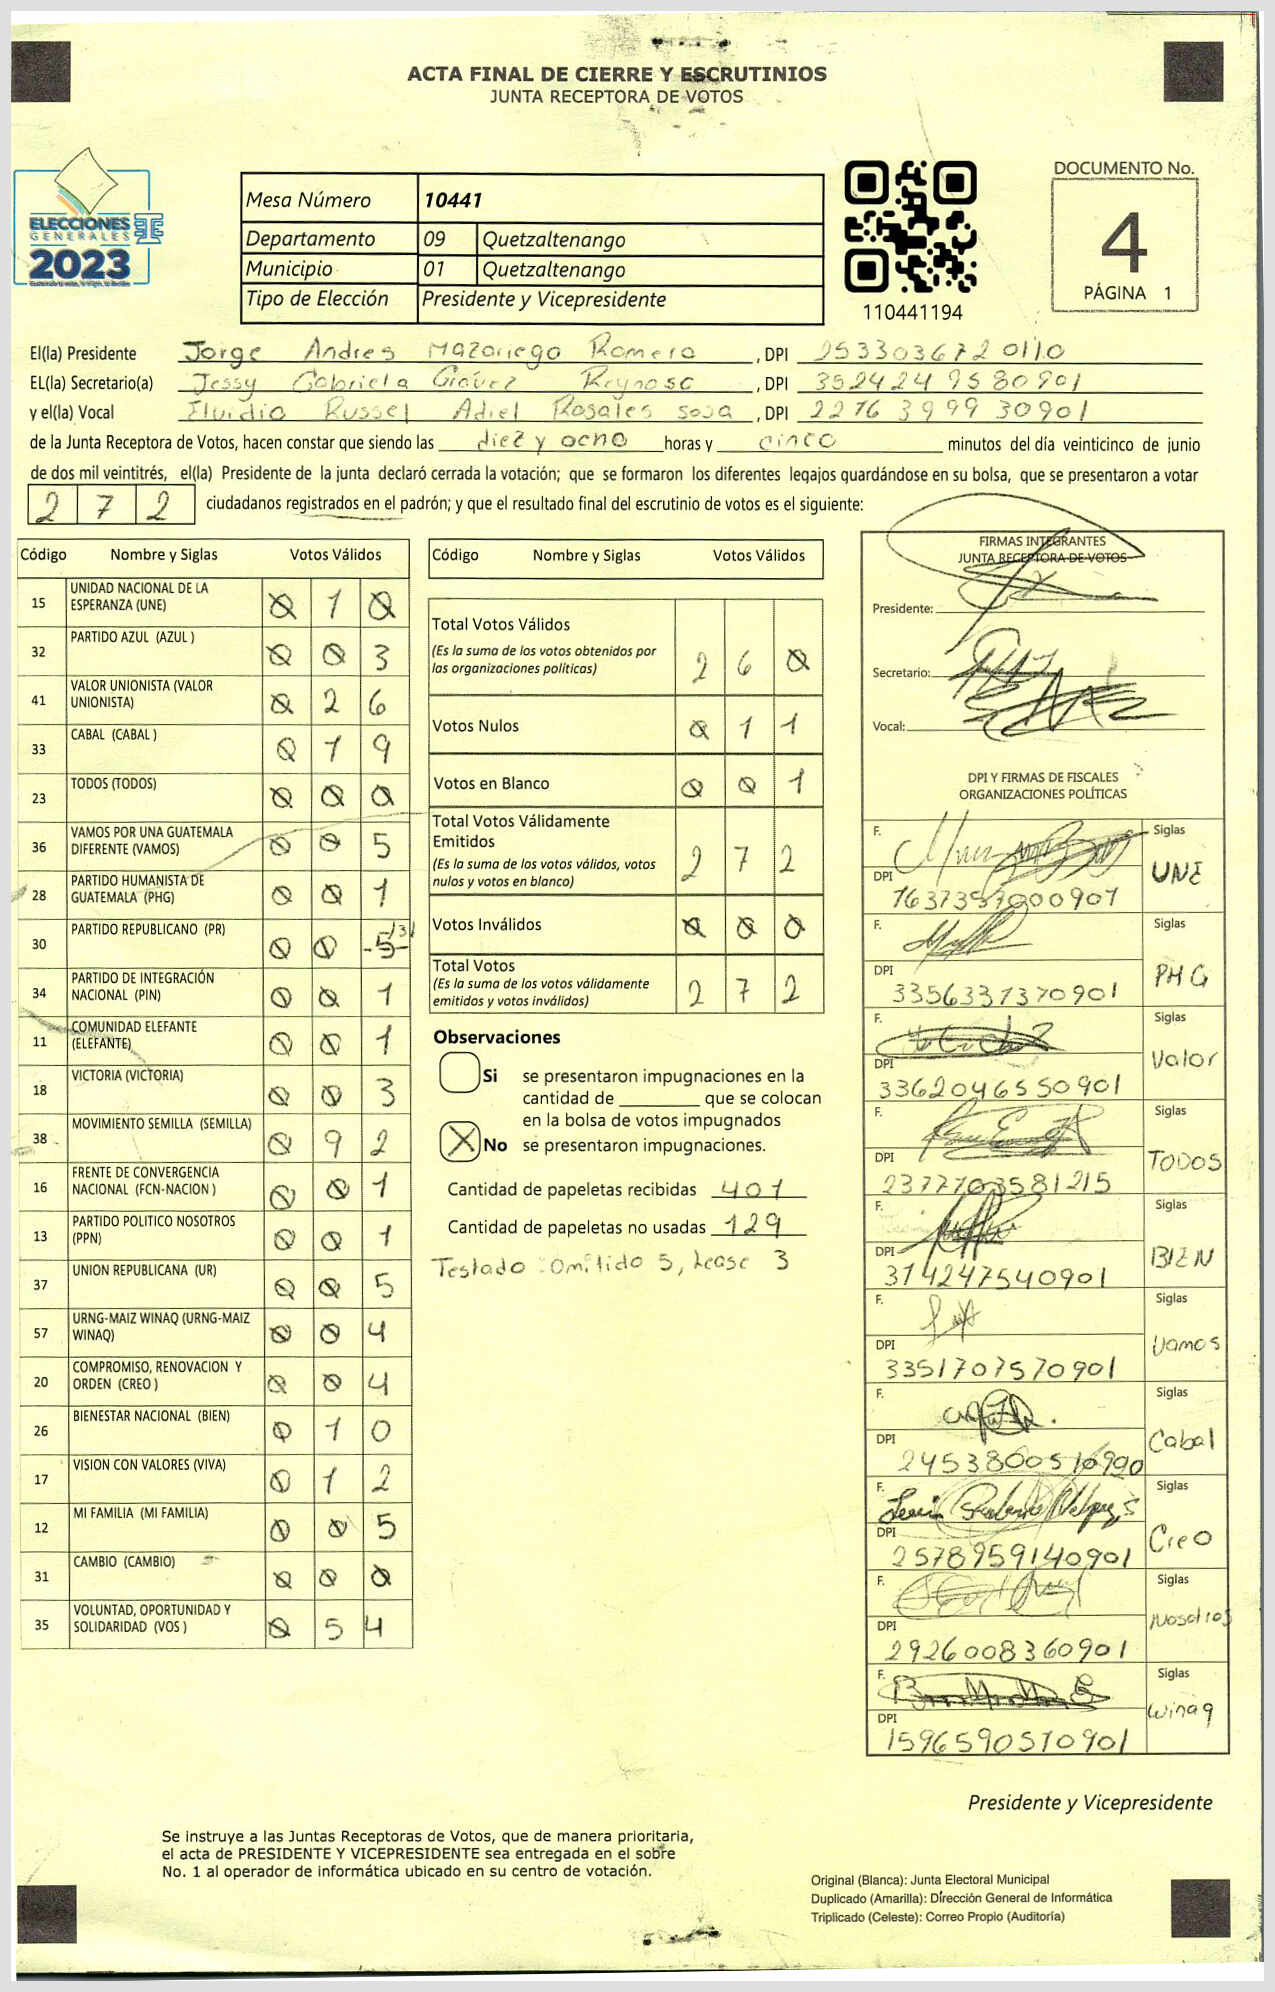 ACTA FINAL DE CIERRE Y ESCRUTINIOS
JUNTA RECEPTORA DE VOTOS
ELECCIONES
GENERALES
2023
Mesa Número 10441
Departamento 09 Quetzaltenango
Municipio 01 Quetzaltenango
Tipo de Elección Presidente y Vicepresidente
110441194
DOCUMENTO No.
4
PÁGINA 1
El(la) Presidente Jorge Andres Mazariego Romero, DPI 2533036720110
EL(la) Secretario(a) Jessy Gabriela Reynosa, DPI 3524249580901
y el(la) Vocal Eluidio Russel Adiel Rosales sosa, DPI 2276399930901
de la Junta Receptora de Votos, hacen constar que siendo las diez y ocho horas y cinco minutos del día veinticinco de junio
de dos mil veintitrés, el(la) Presidente de la junta declaró cerrada la votación; que se formaron los diferentes legajos guardándose en su bolsa, que se presentaron a votar
2 7 2 ciudadanos registrados en el padrón; y que el resultado final del escrutinio de votos es el siguiente:
Código Nombre y Siglas Votos Válidos
15 UNIDAD NACIONAL DE LA ESPERANZA (UNE) 0 1 0
32 PARTIDO AZUL (AZUL ) 0 0 3
41 VALOR UNIONISTA (VALOR UNIONISTA) 0 2 6
33 CABAL (CABAL ) 0 1 9
23 TODOS (TODOS) 0 0 0
36 VAMOS POR UNA GUATEMALA DIFERENTE (VAMOS) 0 0 5
28 PARTIDO HUMANISTA DE GUATEMALA (PHG) 0 0 1
30 PARTIDO REPUBLICANO (PR) 0 0 -5- /3/
34 PARTIDO DE INTEGRACIÓN NACIONAL (PIN) 0 0 1
11 COMUNIDAD ELEFANTE (ELEFANTE) 0 0 1
18 VICTORIA (VICTORIA) 0 0 3
38 MOVIMIENTO SEMILLA (SEMILLA) 0 9 2
16 FRENTE DE CONVERGENCIA NACIONAL (FCN-NACION ) 0 0 1
13 PARTIDO POLITICO NOSOTROS (PPN) 0 0 1
37 UNION REPUBLICANA (UR) 0 0 5
57 URNG-MAIZ WINAQ (URNG-MAIZ WINAQ) 0 0 4
20 COMPROMISO, RENOVACION Y ORDEN (CREO ) 0 0 4
26 BIENESTAR NACIONAL (BIEN) 0 1 0
17 VISION CON VALORES (VIVA) 0 1 2
12 MI FAMILIA (MI FAMILIA) 0 0 5
31 CAMBIO (CAMBIO) 0 0 0
35 VOLUNTAD, OPORTUNIDAD Y SOLIDARIDAD (VOS ) 0 5 4
Código Nombre y Siglas Votos Válidos
Total Votos Válidos 2 6 0
(Es la suma de los votos obtenidos por
las organizaciones politicas)
Votos Nulos 0 1 1
Votos en Blanco 0 0 1
Total Votos Válidamente
Emitidos 2 7 2
(Es la suma de los votos válidos, votos
nulos y votos en blanco)
Votos Inválidos 0 0 0
Total Votos 2 7 2
(Es la suma de los votos válidamente
emitidos y votos inválidos)
Observaciones
Si se presentaron impugnaciones en la
cantidad de ________ que se colocan
en la bolsa de votos impugnados
X No se presentaron impugnaciones.
Cantidad de papeletas recibidas 401
Cantidad de papeletas no usadas 129
Testado: Omitido 5, Lease 3
FIRMAS INTEGRANTES
JUNTA RECEPTORA DE VOTOS
Presidente:
Secretario:
Vocal:
DPI Y FIRMAS DE FISCALES
ORGANIZACIONES POLÍTICAS
F. Siglas
DPI 1637357000901 UNE
F. Siglas
DPI 3356337370901 PHG
F. Siglas
DPI 3362046550901 Valor
F. Siglas
DPI 2377703581215 TODOS
F. Siglas
DPI 314247540901 BIEN
F. Siglas
DPI 3351707570901 Vamos
F. Siglas
DPI Cabal
F. Siglas
DPI 2578959140901 Creo
F. Siglas
DPI 2926008360901 Nosotros
F. Siglas
DPI 1596590570901 Winaq
Presidente y Vicepresidente
Se instruye a las Juntas Receptoras de Votos, que de manera prioritaria,
el acta de PRESIDENTE Y VICEPRESIDENTE sea entregada en el sobre
No. 1 al operador de informática ubicado en su centro de votación.
Original (Blanca): Junta Electoral Municipal
Duplicado (Amarilla): Dirección General de Informática
Triplicado (Celeste): Correo Propio (Auditoría)